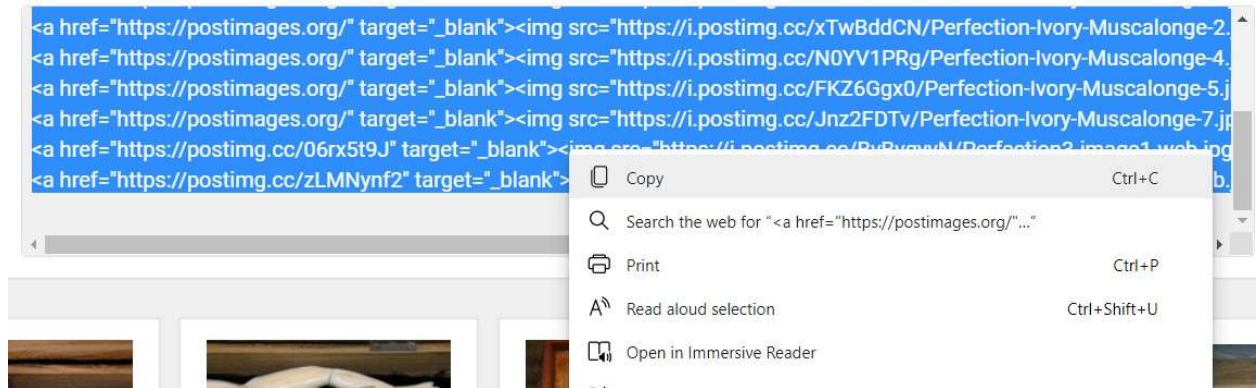 <a href="https://postimages.org/" target="_blank"><img src="https://i.postimg.cc/xTwBddCN/Perfection-Ivory-Muscalonge-2.
<a href="https://postimages.org/" target="_blank"><img src="https://i.postimg.cc/N0YV1PRg/Perfection-Ivory-Muscalonge-4.
<a href="https://postimages.org/" target="_blank"><img src="https://i.postimg.cc/FKZ6Ggx0/Perfection-Ivory-Muscalonge-5.j
<a href="https://postimages.org/" target="_blank"><img src="https://i.postimg.cc/Jnz2FDTv/Perfection-Ivory-Muscalonge-7.jp
<a href="https://postimg.cc/06rx5t9J" target="_blank"><img
<a href="https://postimg.cc/zLMNynf2" target="_blank"> b.
Copy Ctrl+C
Search the web for “<a href="https://postimages.org/"...”
Print Ctrl+P
Read aloud selection Ctrl+Shift+U
Open in Immersive Reader